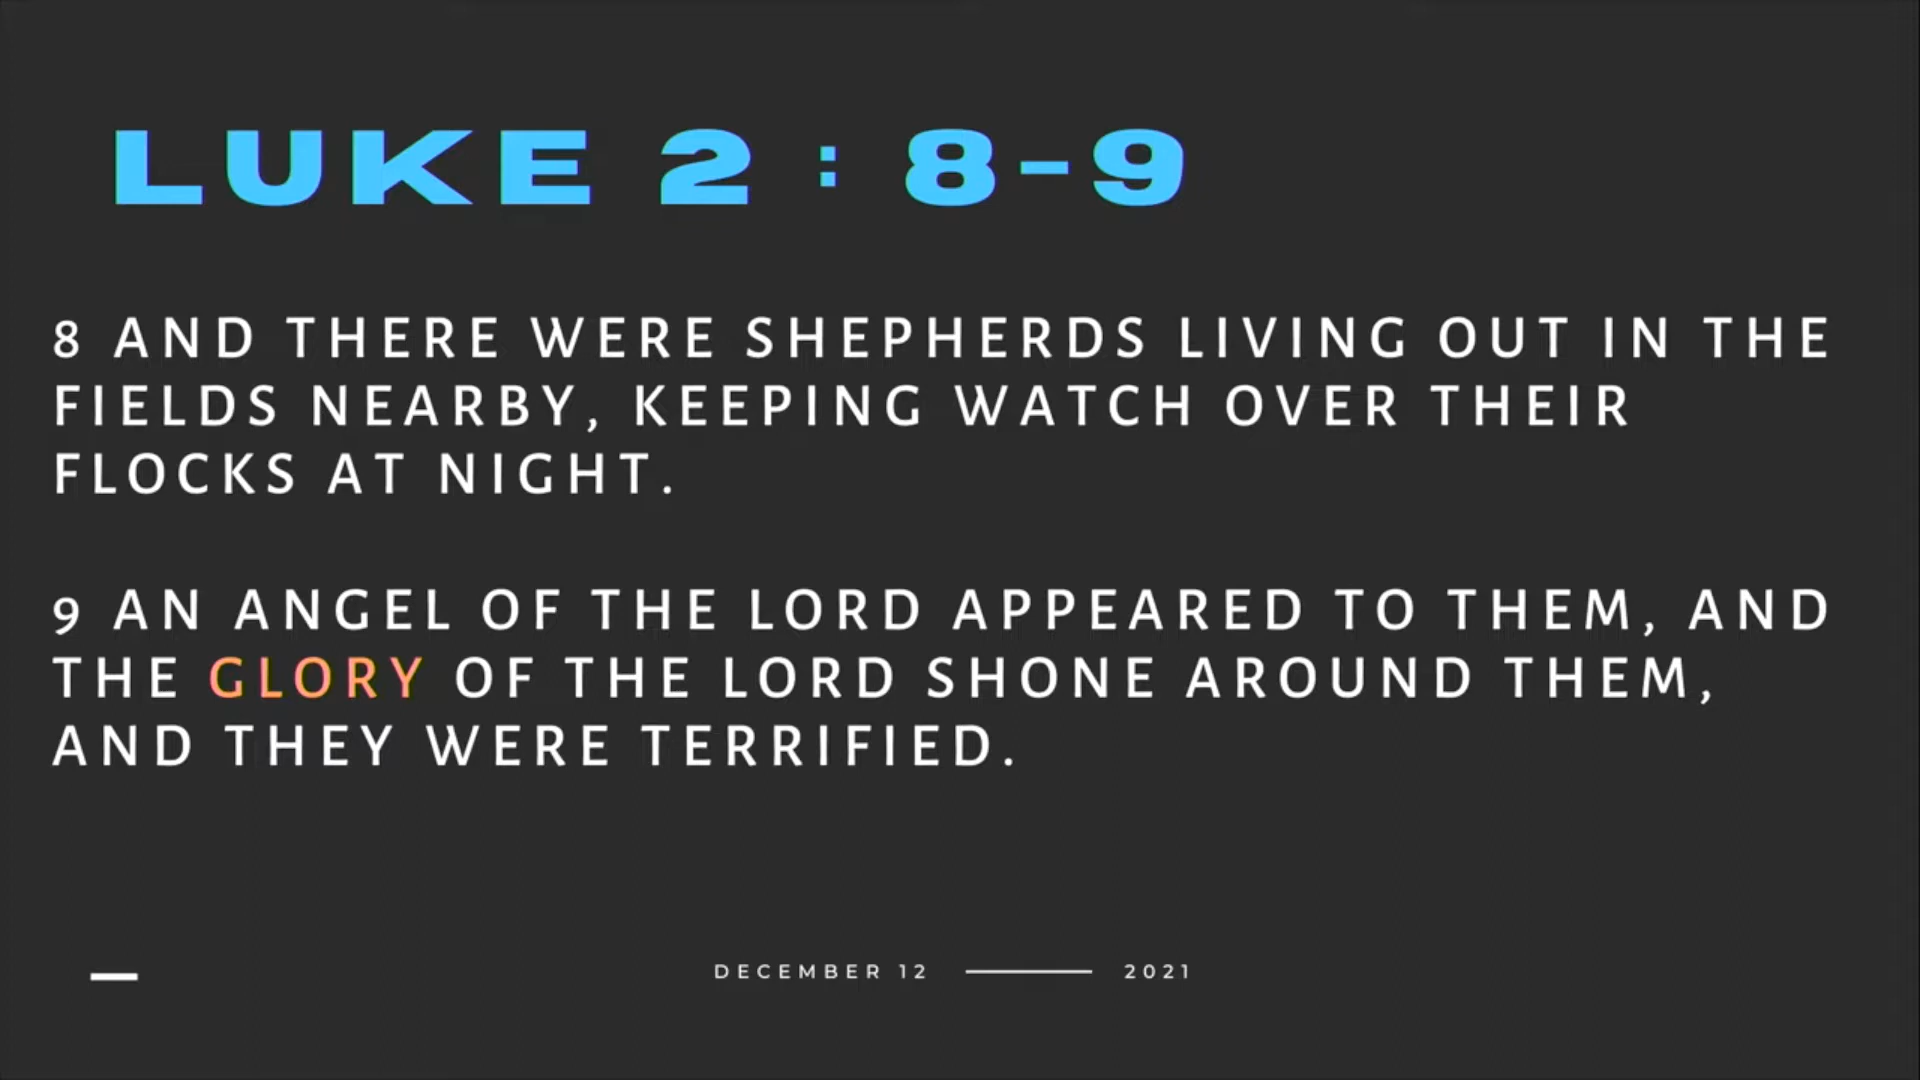 LUKE 2 : 8-9
8 AND THERE WERE SHEPHERDS LIVING OUT IN THE
FIELDS NEARBY, KEEPING WATCH OVER THEIR
FLOCKS AT NIGHT.
9 AN ANGEL OF THE LORD APPEARED TO THEM, AND
THE GLORY OF THE LORD SHONE AROUND THEM,
AND THEY WERE TERRIFIED.
DECEMBER 12 — 2021